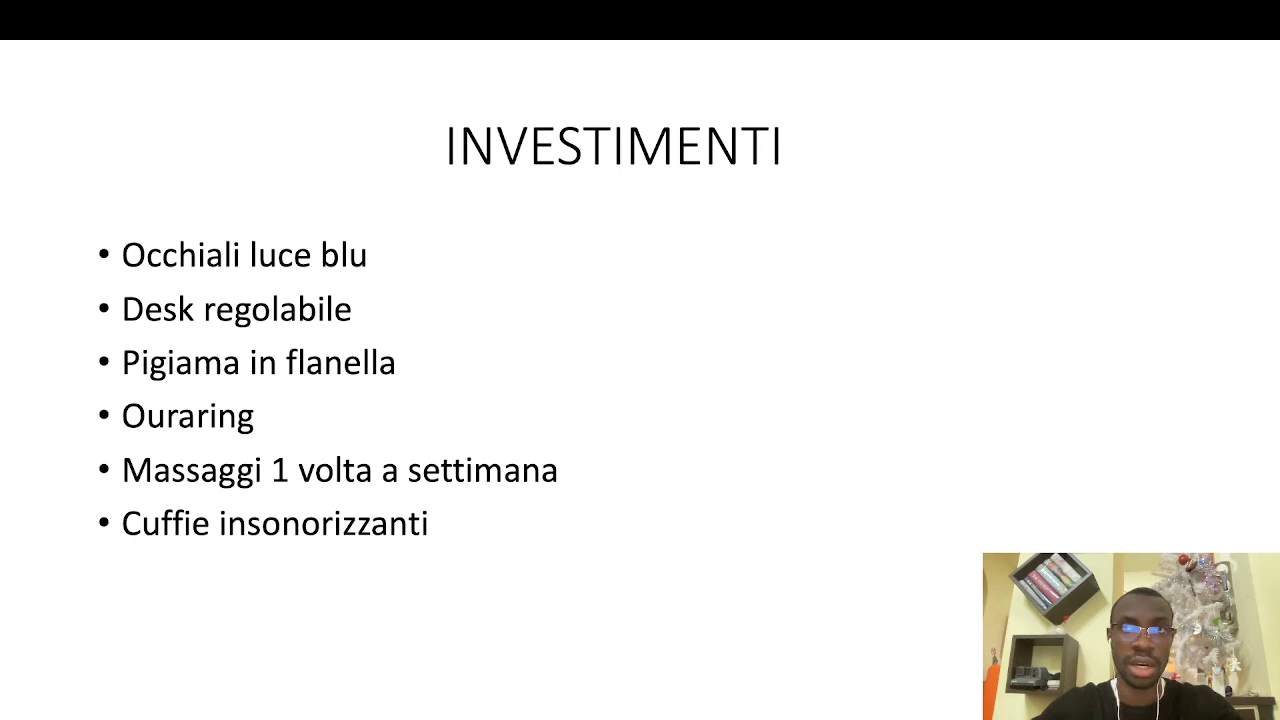 INVESTIMENTI
• Occhiali luce blu
• Desk regolabile
• Pigiama in flanella
• Ouraring
• Massaggi 1 volta a settimana
• Cuffie insonorizzanti